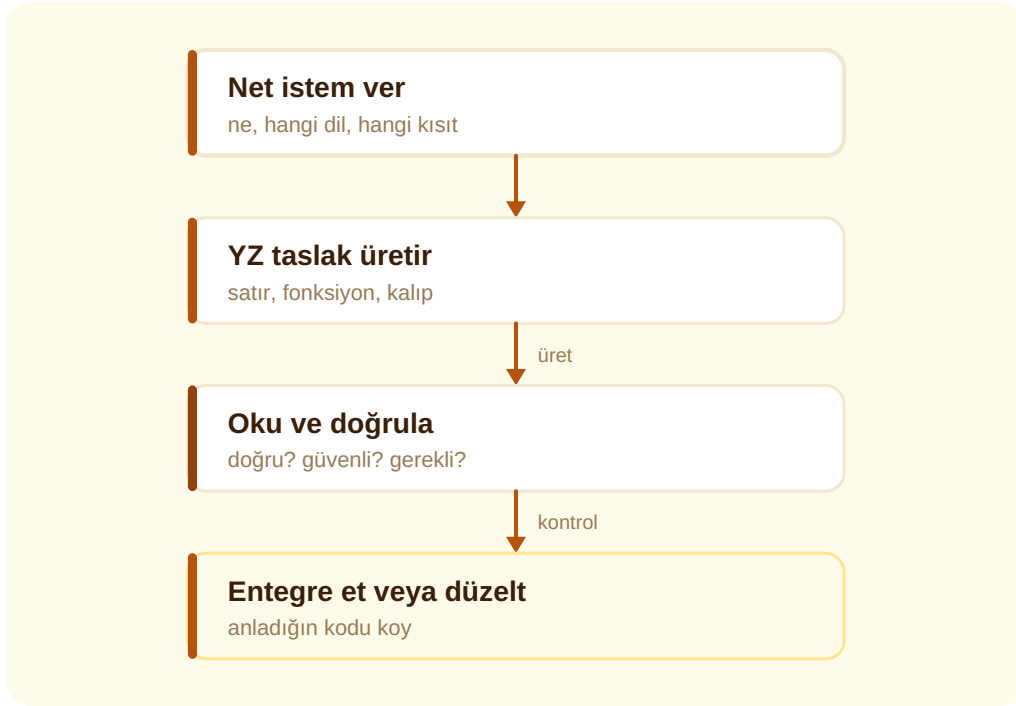 Net istem ver
ne, hangi dil, hangi kısıt
YZ taslak üretir
satır, fonksiyon, kalıp
üret
Oku ve doğrula
doğru? güvenli? gerekli?
kontrol
Entegre et veya düzelt
anladığın kodu koy